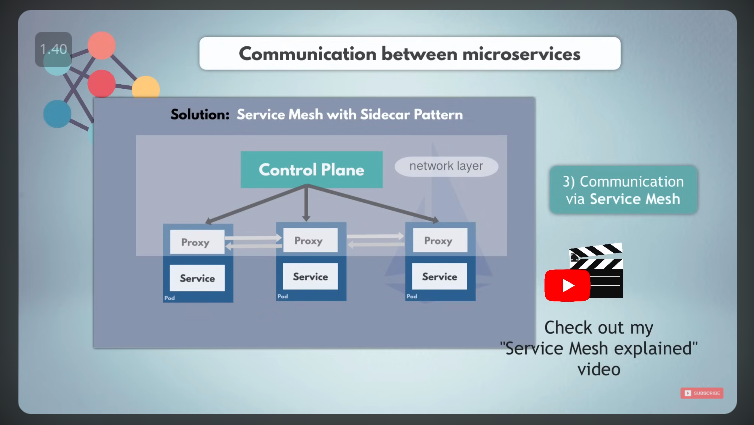 1.40
Communication between microservices
Solution: Service Mesh with Sidecar Pattern
Control Plane
network layer
Proxy
Proxy
Proxy
Service
Service
Service
Pod
Pod
Pod
3) Communication
via Service Mesh
Check out my
"Service Mesh explained"
video
SUBSCRIBE